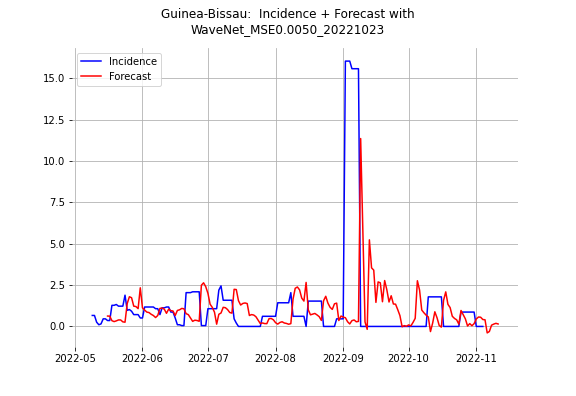 Guinea-Bissau:  Incidence + Forecast with
WaveNet_MSE0.0050_20221023
Incidence
Forecast
15.0
12.5
10.0
7.5
5.0
2.5
0.0
2022-05 2022-06 2022-07 2022-08 2022-09 2022-10 2022-11